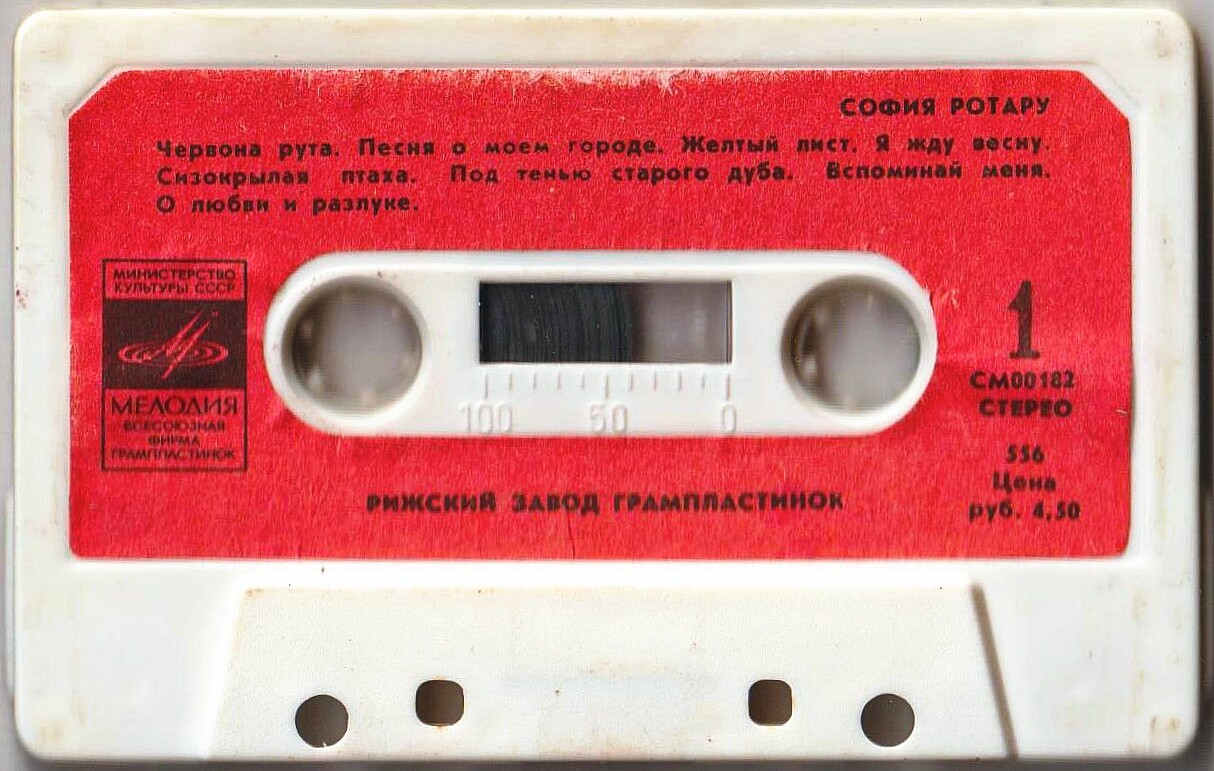 СОФИЯ РОТАРУ
Червона рута. Песня о моем городе. Желтый лист. Я жду весну.
Сизокрылая птаха. Под тенью старого дуба. Вспоминай меня.
О любви и разлуке.
МИНИСТЕРСТВО
КУЛЬТУРЫ СССР
МЕЛОДИЯ
ВСЕСОЮЗНАЯ
ФИРМА
ГРАМПЛАСТИНОК
100 50 0
1
СМ00182
СТЕРЕО
556
Цена
руб. 4,50
РИЖСКИЙ ЗАВОД ГРАМПЛАСТИНОК